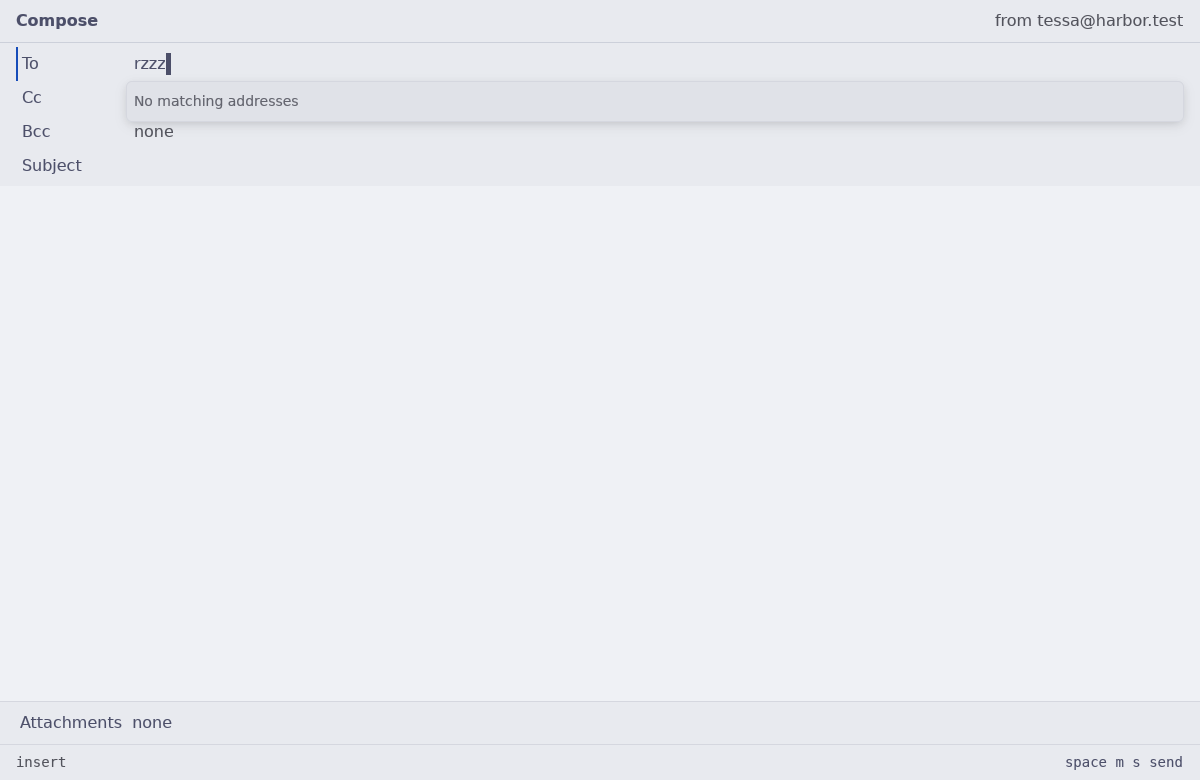 Compose from tessa@harbor.test
To rzzz
Cc No matching addresses
Bcc none
Subject
Attachments none
insert space m s send